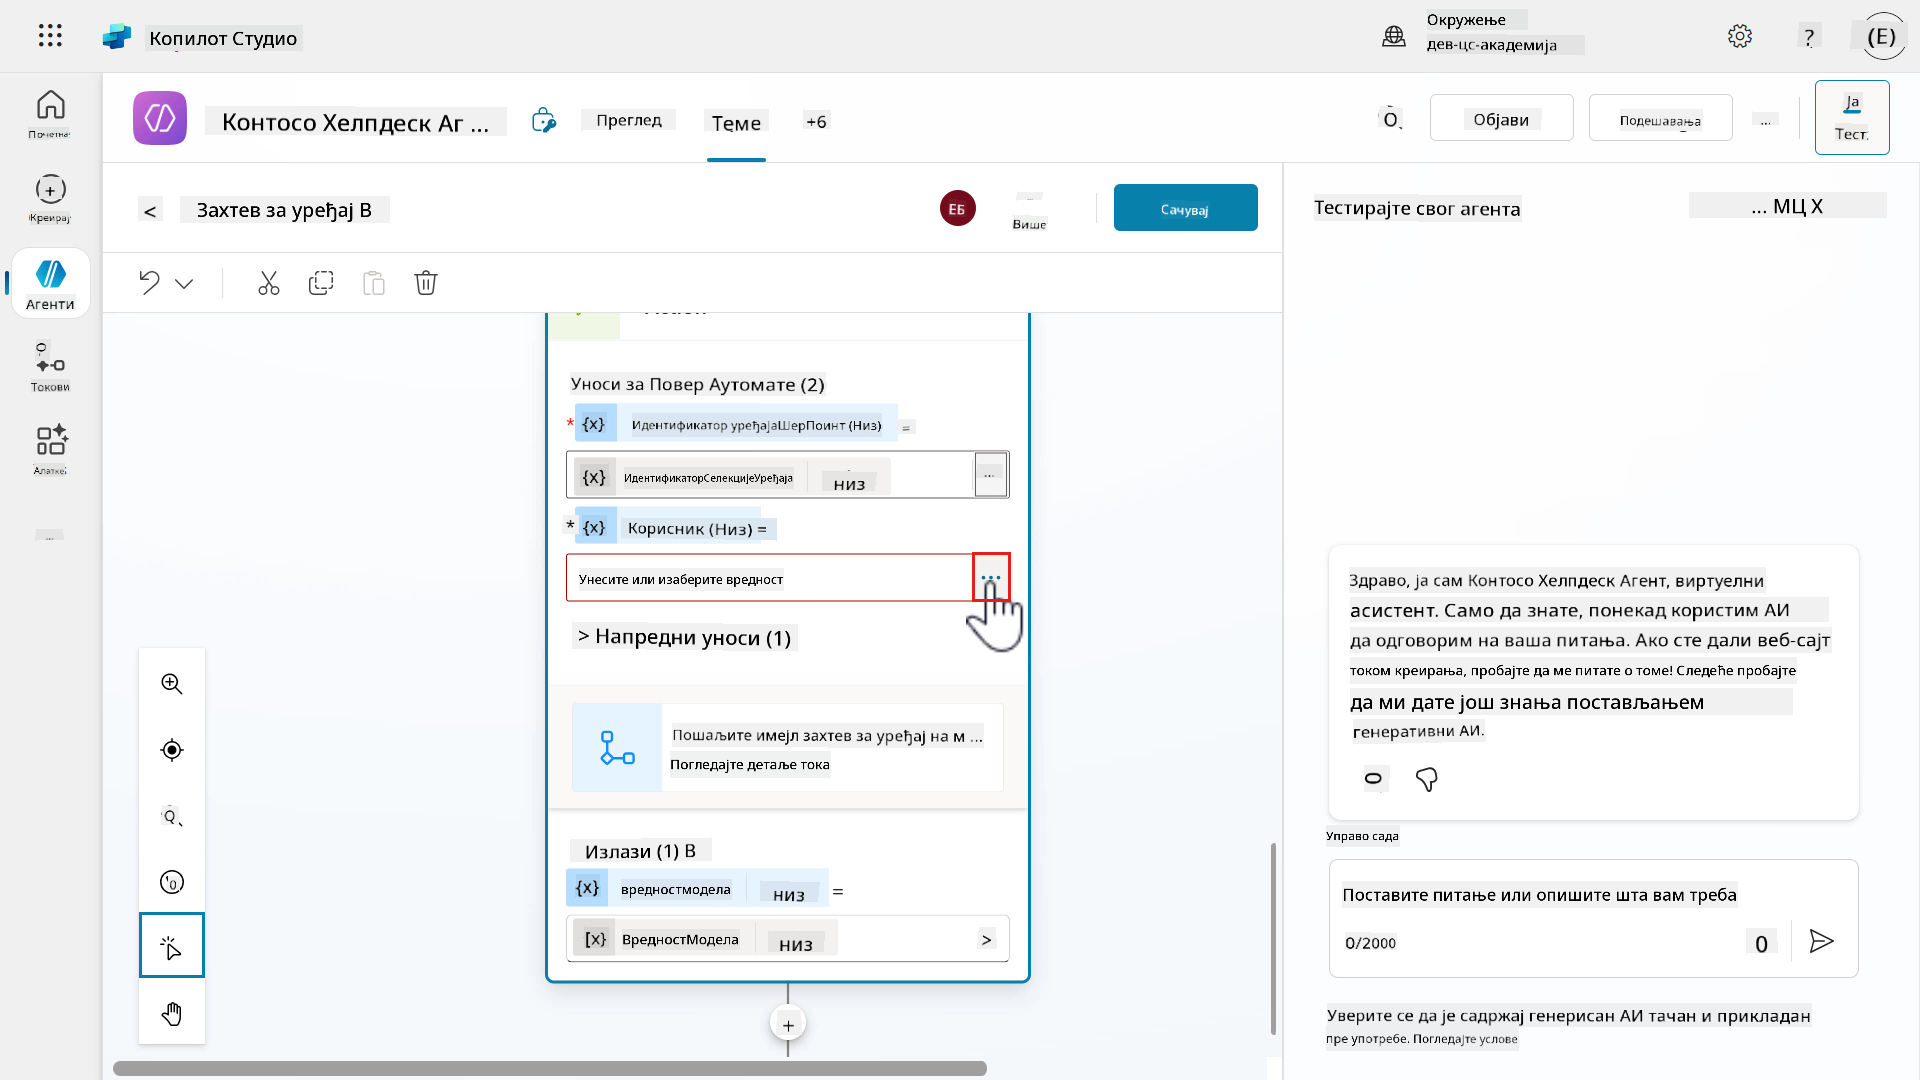 Копилот Студио
Окружење
дев-цс-академија
?
(Е)
Почетна
Креирај
Агенти
Токови
Алатке
Контосо Хелпдеск Аг ...
Преглед
Теме
+6
Објави
Подешавања
...
Ја
Тест
<
Захтев за уређај В
ЕБ
Више
Сачувај
Уноси за Повер Аутомате (2)
* {x} Идентификатор уређајаШерПоинт (Низ) =
{x} ИдентификаторСелекцијеУређаја низ ...
* {x} Корисник (Низ) =
Унесите или изаберите вредност ...
> Напредни уноси (1)
Пошаљите имејл захтев за уређај на м ...
Погледајте детаље тока
Излази (1) В
{x} вредностмодела низ =
{x} ВредностМодела низ >
+
Тестирајте свог агента
... МЦ Х
Здраво, ја сам Контосо Хелпдеск Агент, виртуелни
асистент. Само да знате, понекад користим АИ
да одговорим на ваша питања. Ако сте дали веб-сајт
током креирања, пробајте да ме питате о томе! Следеће пробајте
да ми дате још знања постављањем
генеративни АИ.
Управо сада
Поставите питање или опишите шта вам треба
0/2000
0
Уверите се да је садржај генерисан АИ тачан и прикладан
пре употребе. Погледајте услове